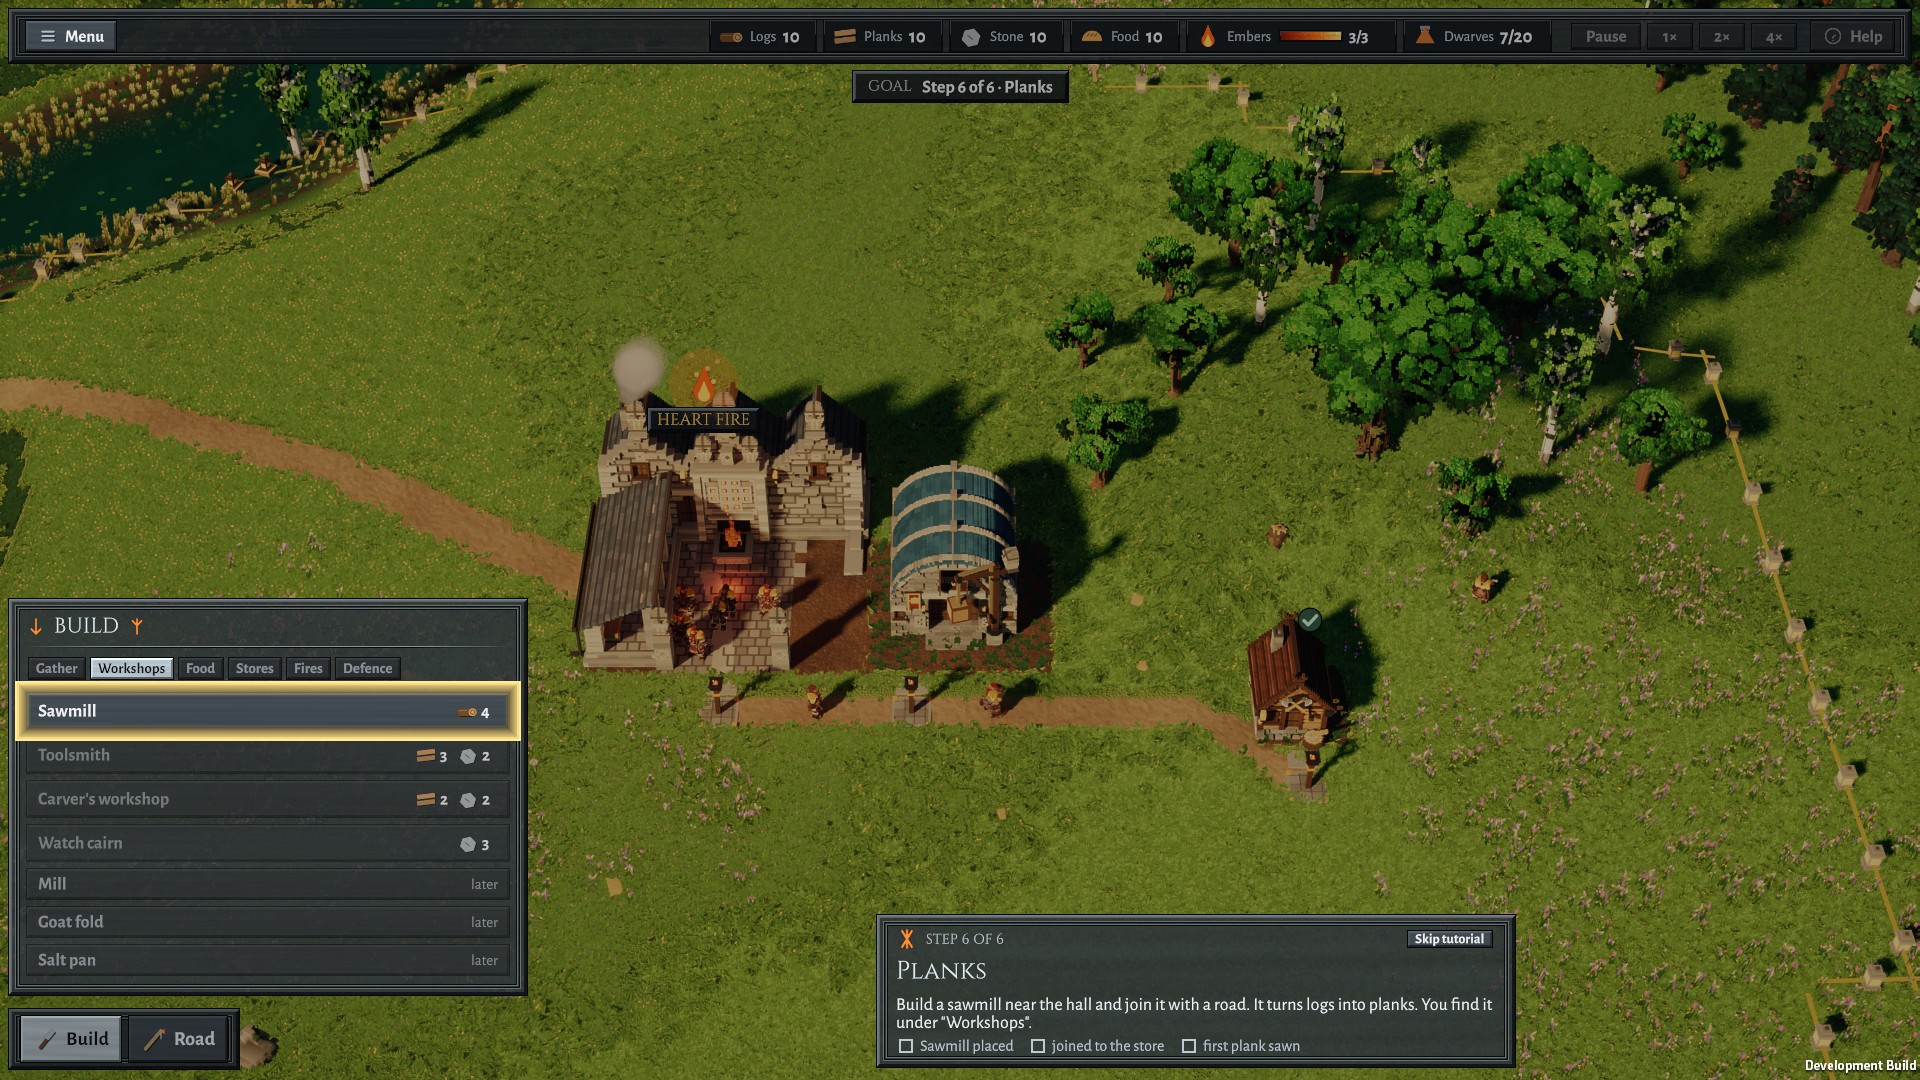 Menu
Logs 10
Planks 10
Stone 10
Food 10
Embers 3/3
Dwarves 7/20
Pause
1×
2×
4×
Help
GOAL Step 6 of 6 · Planks
HEART FIRE
BUILD
Gather
Workshops
Food
Stores
Fires
Defence
Sawmill 4
Toolsmith 3 2
Carver's workshop 2 2
Watch cairn 3
Mill later
Goat fold later
Salt pan later
Build
Road
STEP 6 OF 6
Skip tutorial
PLANKS
Build a sawmill near the hall and join it with a road. It turns logs into planks. You find it
under "Workshops".
Sawmill placed
joined to the store
first plank sawn
Development Build